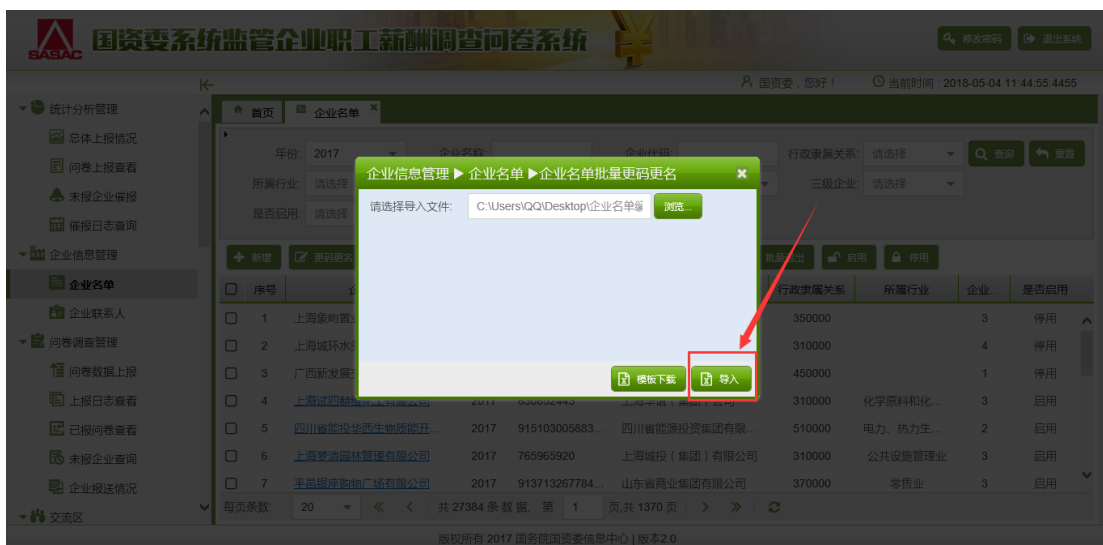 SASAC 国资委系统监管企业职工薪酬调查问卷系统 修改密码 退出系统
国资委，您好！ 当前时间：2018-05-04 11:44:55:4455
统计分析管理
总体上报情况
问卷上报查看
未报企业催报
催报日志查询
企业信息管理
企业名单
企业联系人
问卷调查管理
问卷数据上报
上报日志查看
已报问卷查看
未报企业查询
企业报送情况
交流区
首页 企业名单
年份: 2017 企业名称: 企业代码: 行政隶属关系: 请选择 查询 重置
所属行业: 请选择 三级企业: 请选择
是否启用: 请选择
企业信息管理 ▶ 企业名单 ▶企业名单批量更码更名
请选择导入文件: C:\Users\QQ\Desktop\企业名单 浏览...
模板下载 导入
新增 更码更名 启用 停用
序号 行政隶属关系 所属行业 企业... 是否启用
1 上海象屿置 350000 3 停用
2 上海城环水 310000 4 停用
3 广西新发展 450000 1 停用
4 2017 630832443 310000 化学原料和化... 3 启用
5 四川省能投华西生物质能开... 2017 915103005883... 四川省能源投资集团有限... 510000 电力、热力生... 2 启用
6 上海梦清园林管理有限公司 2017 765965920 上海城投（集团）有限公司 310000 公共设施管理业 3 启用
7 平邑银座购物广场有限公司 2017 913713267784... 山东省商业集团有限公司 370000 零售业 3 启用
每页条数: 20 共 27384 条 数 据, 第 1 页,共 1370 页
版权所有 2017 国务院国资委信息中心 | 版本2.0